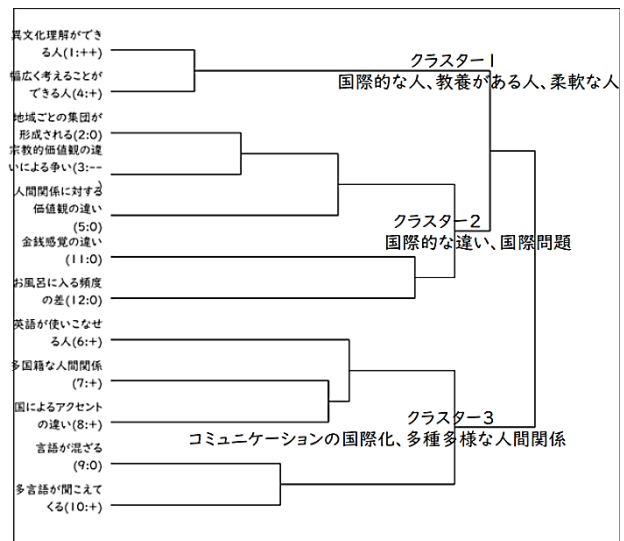 異文化理解ができ
る人(1:++)
幅広く考えることが
できる人(4:+)
地域ごとの集団が
形成される(2:0)
宗教的価値観の違
いによる争い(3:--
)
人間関係に対する
価値観の違い
(5:0)
金銭感覚の違い
(11:0)
お風呂に入る頻度
の差(12:0)
英語が使いこなせ
る人(6:+)
多国籍な人間関係
(7:+)
国によるアクセント
の違い(8:+)
言語が混ざる
(9:0)
多言語が聞こえて
くる(10:+)
クラスター1
国際的な人、教養がある人、柔軟な人
クラスター2
国際的な違い、国際問題
クラスター3
コミュニケーションの国際化、多種多様な人間関係